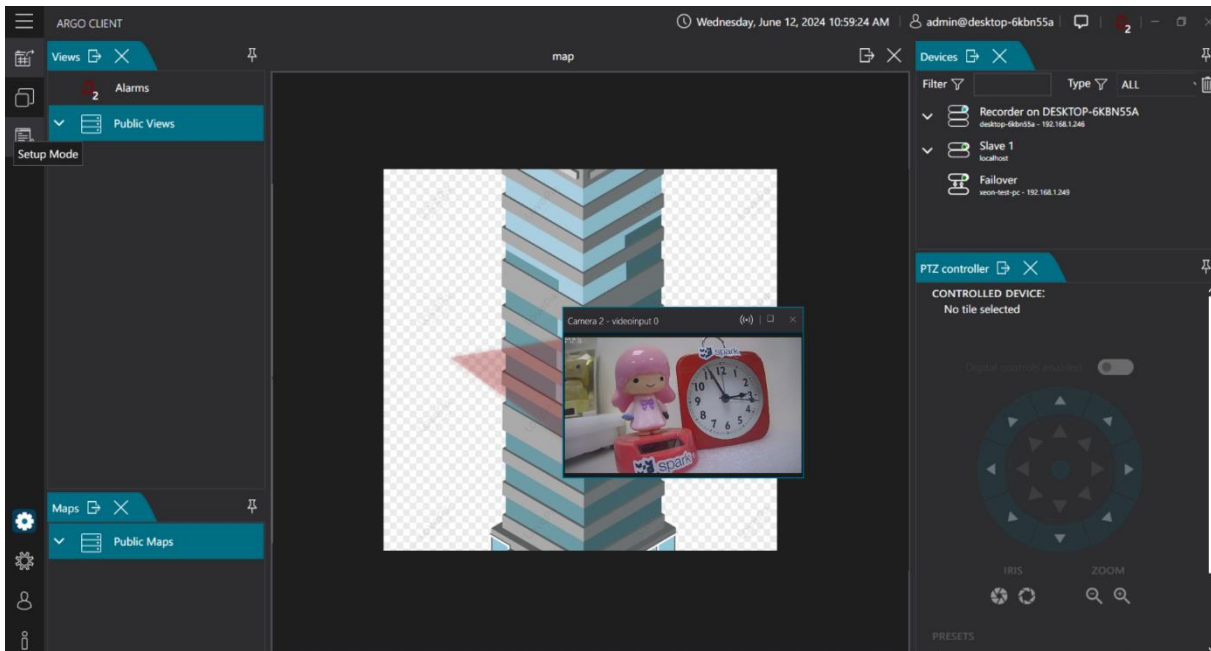 ARGO CLIENT
Wednesday, June 12, 2024 10:59:24 AM
admin@desktop-6kbn55a
2
Views
map
Devices
2
Alarms
Filter
Type
ALL
Public Views
Recorder on DESKTOP-6KBN55A
desktop-6kbn55a - 192.168.1.246
Setup Mode
Slave 1
localhost
Failover
xeon-test-pc - 192.168.1.249
PTZ controller
CONTROLLED DEVICE:
No tile selected
Camera 2 - videoinput 0
spark
11 12 1
10 2
9 3
8 4
7 6 5
spark
Digital controls enabled
Maps
Public Maps
IRIS
ZOOM
PRESETS